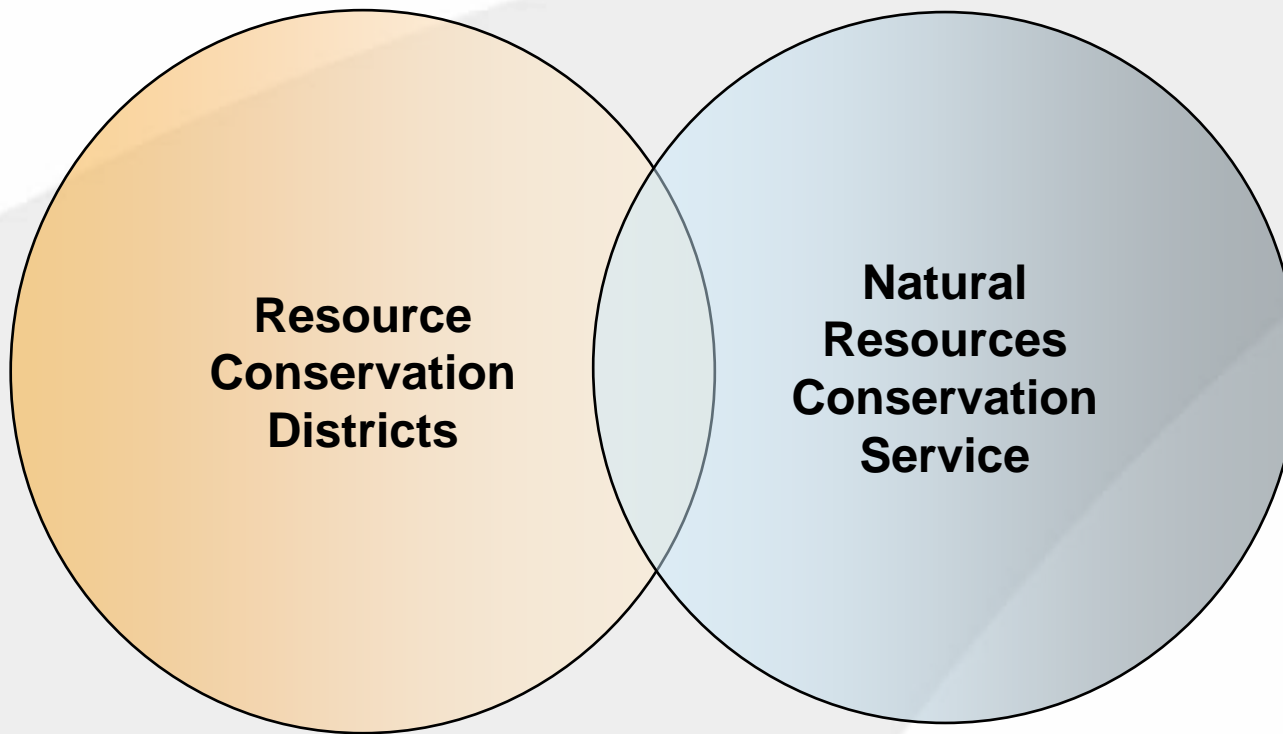 Resource
Conservation
Districts
Natural
Resources
Conservation
Service